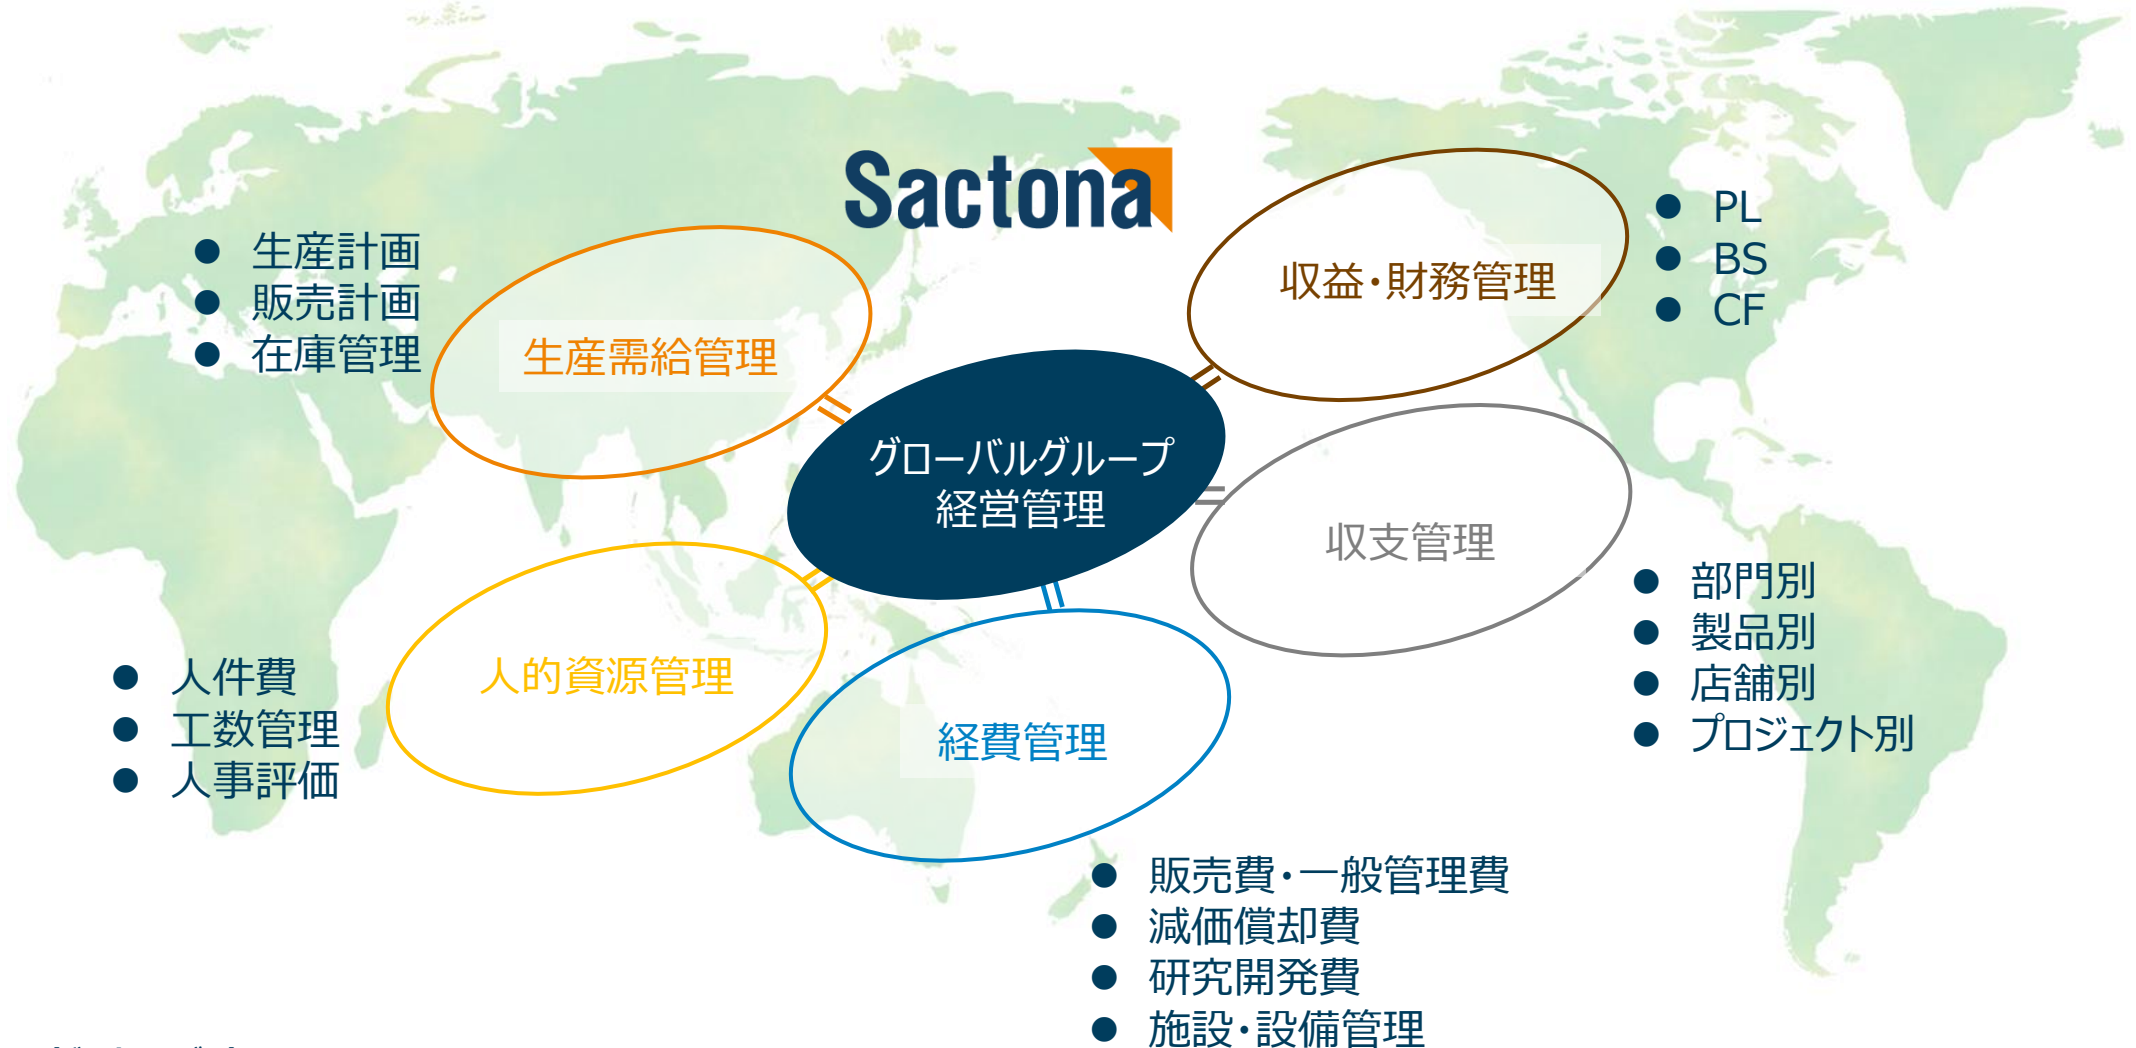 Sactona
生産計画
販売計画
在庫管理
生産需給管理
収益・財務管理
PL
BS
CF
グローバルグループ
経営管理
収支管理
部門別
製品別
店舗別
プロジェクト別
人的資源管理
人件費
工数管理
人事評価
経費管理
販売費・一般管理費
減価償却費
研究開発費
施設・設備管理